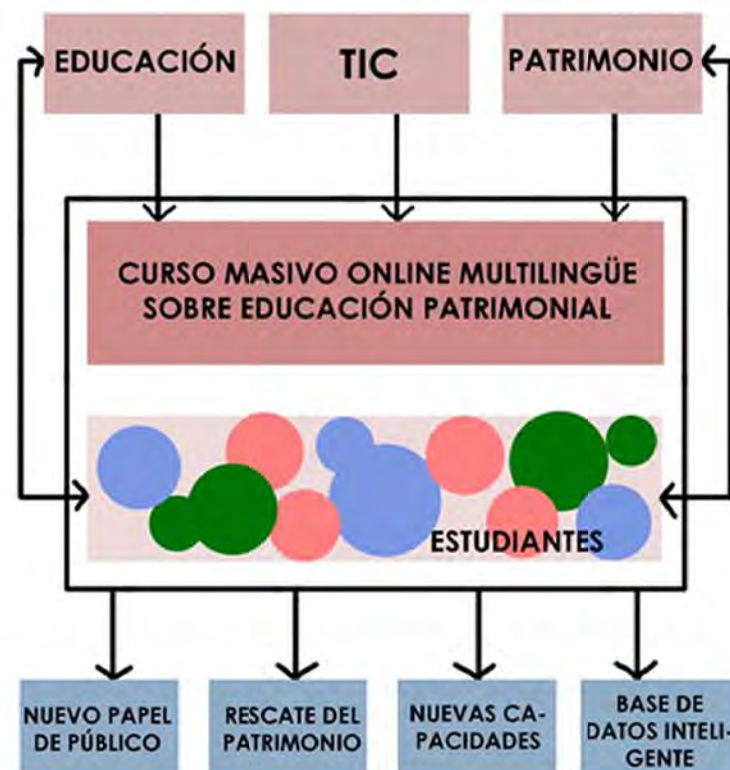 EDUCACIÓN
TIC
PATRIMONIO
CURSO MASIVO ONLINE MULTILINGÜE
SOBRE EDUCACIÓN PATRIMONIAL
ESTUDIANTES
NUEVO PAPEL
DE PÚBLICO
RESCATE DEL
PATRIMONIO
NUEVAS CA-
PACIDADES
BASE DE
DATOS INTELI-
GENTE